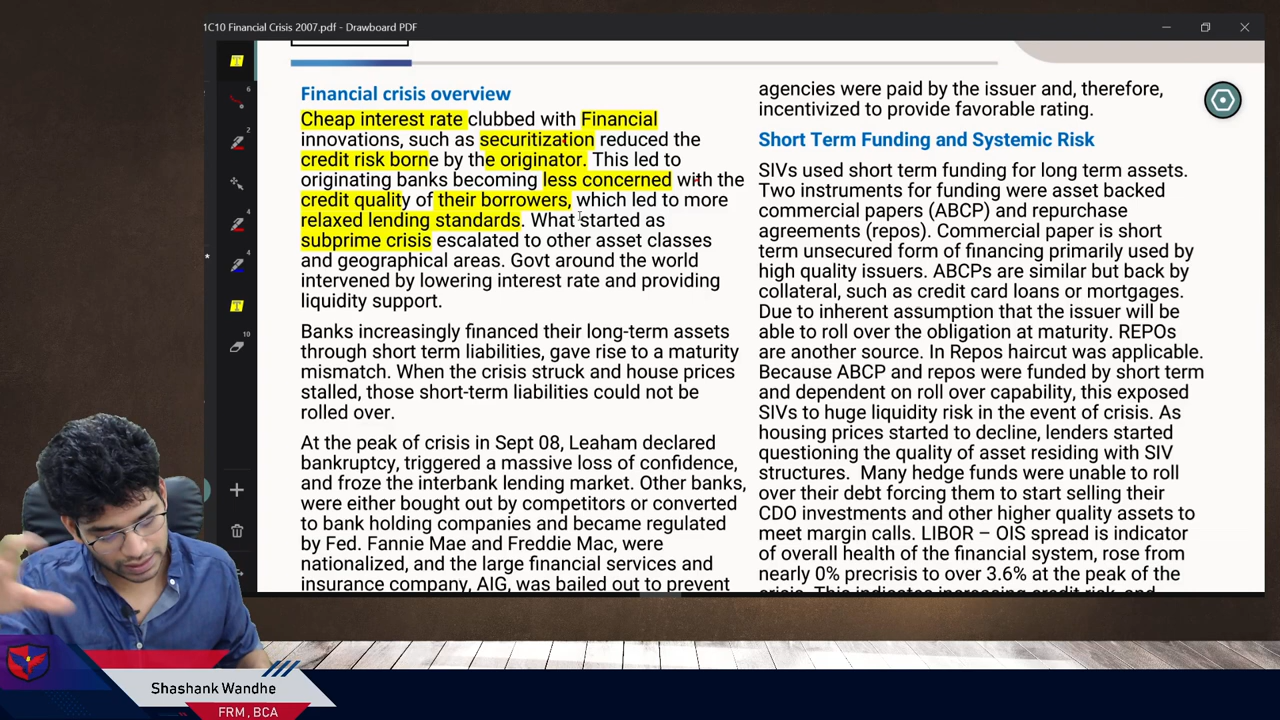 1C10 Financial Crisis 2007.pdf - Drawboard PDF
Financial crisis overview
Cheap interest rate clubbed with Financial
innovations, such as securitization reduced the
credit risk borne by the originator. This led to
originating banks becoming less concerned with the
credit quality of their borrowers, which led to more
relaxed lending standards. What started as
subprime crisis escalated to other asset classes
and geographical areas. Govt around the world
intervened by lowering interest rate and providing
liquidity support.
Banks increasingly financed their long-term assets
through short term liabilities, gave rise to a maturity
mismatch. When the crisis struck and house prices
stalled, those short-term liabilities could not be
rolled over.
At the peak of crisis in Sept 08, Leaham declared
bankruptcy, triggered a massive loss of confidence,
and froze the interbank lending market. Other banks,
were either bought out by competitors or converted
to bank holding companies and became regulated
by Fed. Fannie Mae and Freddie Mac, were
nationalized, and the large financial services and
insurance company, AIG, was bailed out to prevent
agencies were paid by the issuer and, therefore,
incentivized to provide favorable rating.
Short Term Funding and Systemic Risk
SIVs used short term funding for long term assets.
Two instruments for funding were asset backed
commercial papers (ABCP) and repurchase
agreements (repos). Commercial paper is short
term unsecured form of financing primarily used by
high quality issuers. ABCPs are similar but back by
collateral, such as credit card loans or mortgages.
Due to inherent assumption that the issuer will be
able to roll over the obligation at maturity. REPOs
are another source. In Repos haircut was applicable.
Because ABCP and repos were funded by short term
and dependent on roll over capability, this exposed
SIVs to huge liquidity risk in the event of crisis. As
housing prices started to decline, lenders started
questioning the quality of asset residing with SIV
structures. Many hedge funds were unable to roll
over their debt forcing them to start selling their
CDO investments and other higher quality assets to
meet margin calls. LIBOR – OIS spread is indicator
of overall health of the financial system, rose from
nearly 0% precrisis to over 3.6% at the peak of the
crisis. This indicates increasing credit risk, and
6
2
4
4
10
Shashank Wandhe
FRM, BCA